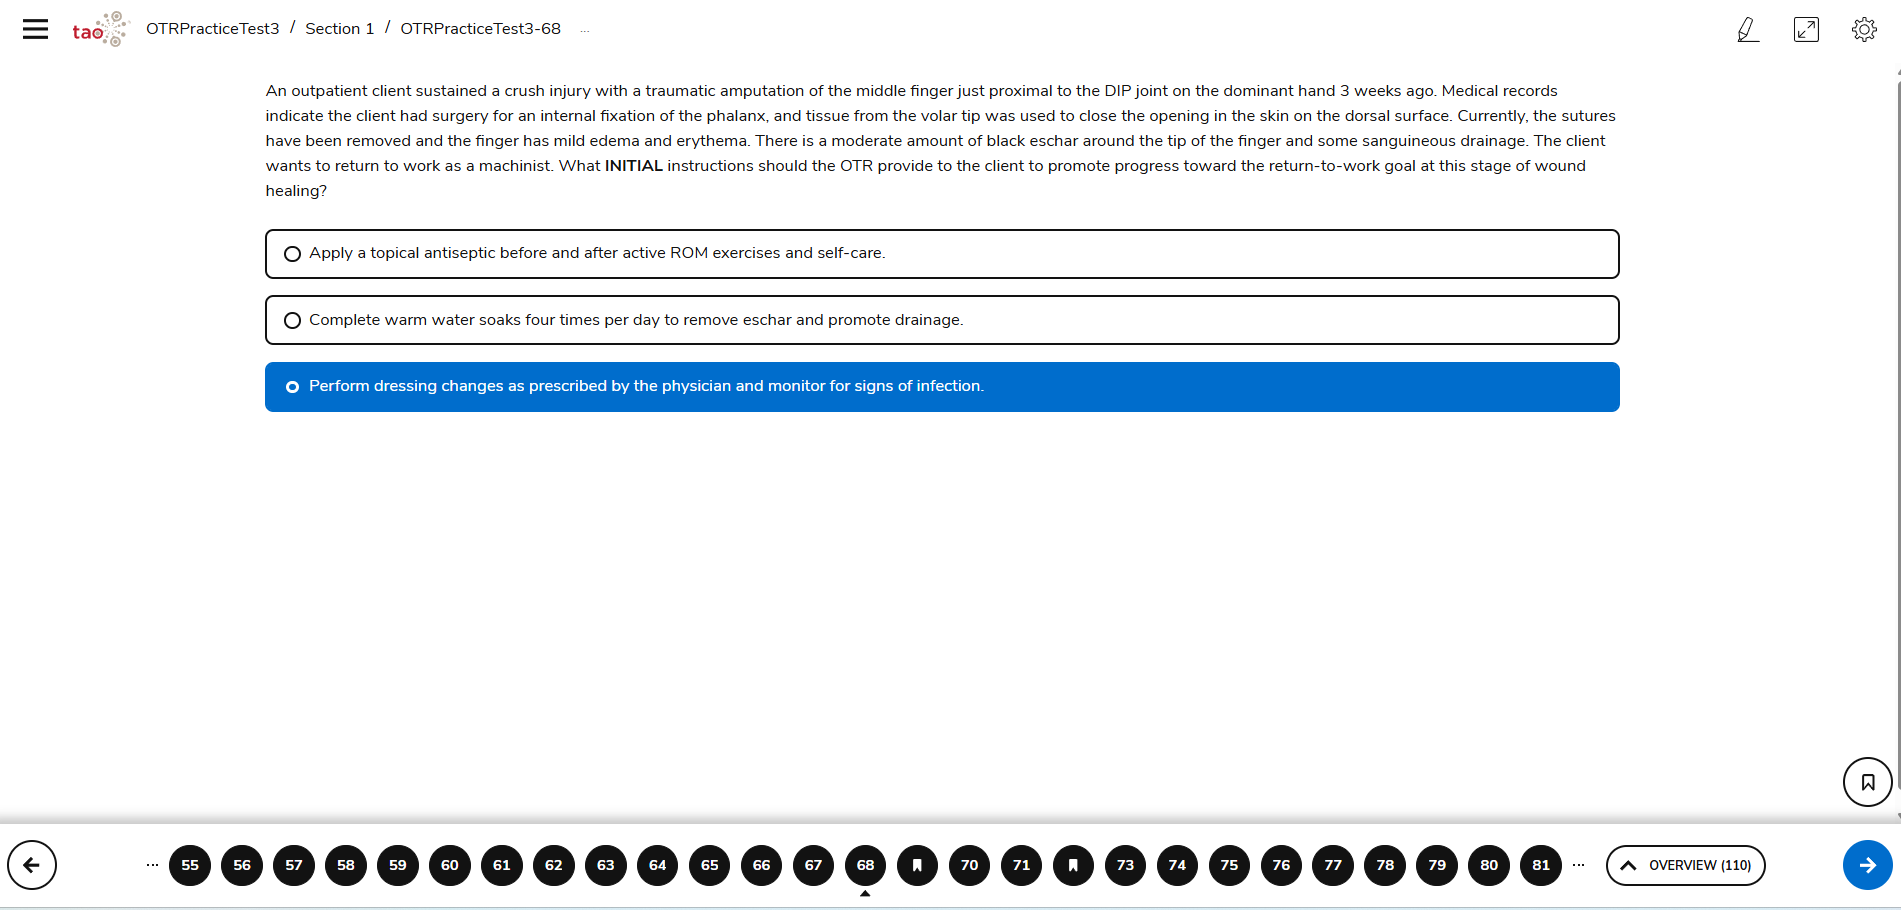 tao OTRPracticeTest3 / Section 1 / OTRPracticeTest3-68 ...
An outpatient client sustained a crush injury with a traumatic amputation of the middle finger just proximal to the DIP joint on the dominant hand 3 weeks ago. Medical records
indicate the client had surgery for an internal fixation of the phalanx, and tissue from the volar tip was used to close the opening in the skin on the dorsal surface. Currently, the sutures
have been removed and the finger has mild edema and erythema. There is a moderate amount of black eschar around the tip of the finger and some sanguineous drainage. The client
wants to return to work as a machinist. What INITIAL instructions should the OTR provide to the client to promote progress toward the return-to-work goal at this stage of wound
healing?
Apply a topical antiseptic before and after active ROM exercises and self-care.
Complete warm water soaks four times per day to remove eschar and promote drainage.
Perform dressing changes as prescribed by the physician and monitor for signs of infection.
... 55 56 57 58 59 60 61 62 63 64 65 66 67 68 70 71 73 74 75 76 77 78 79 80 81 ... OVERVIEW (110)